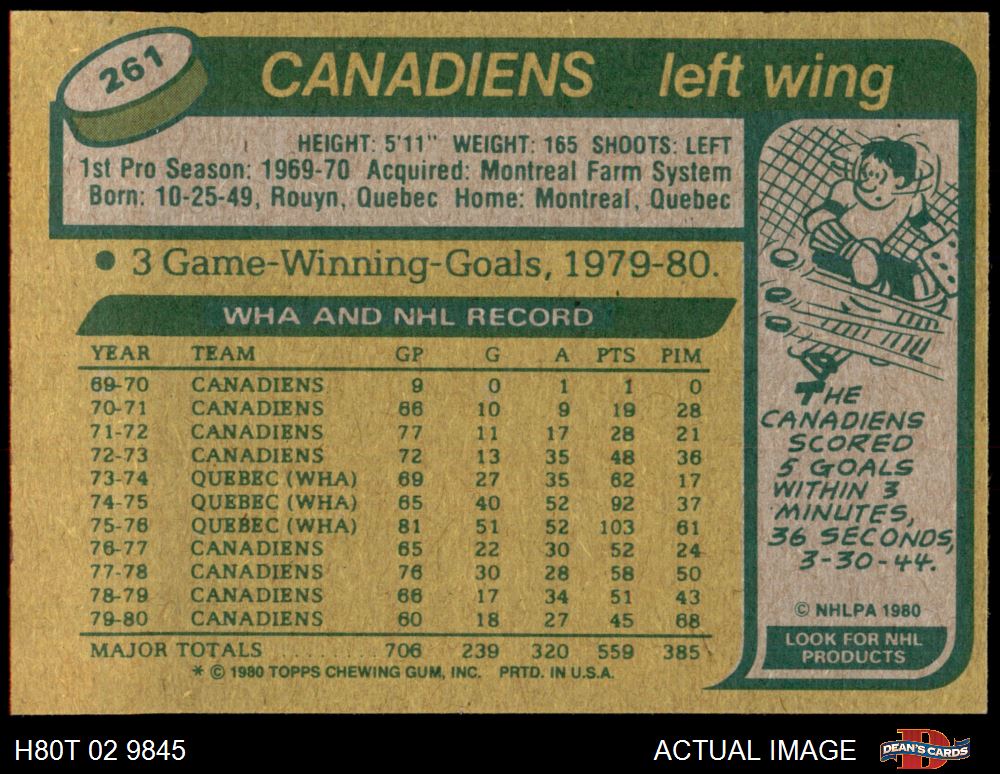 261
CANADIENS left wing
HEIGHT: 5'11" WEIGHT: 165 SHOOTS: LEFT
1st Pro Season: 1969-70 Acquired: Montreal Farm System
Born: 10-25-49, Rouyn, Quebec Home: Montreal, Quebec
• 3 Game-Winning-Goals, 1979-80.
WHA AND NHL RECORD
YEAR TEAM GP G A PTS PIM
69-70 CANADIENS 9 0 1 1 0
70-71 CANADIENS 66 10 9 19 28
71-72 CANADIENS 77 11 17 28 21
72-73 CANADIENS 72 13 35 48 36
73-74 QUEBEC (WHA) 69 27 35 62 17
74-75 QUEBEC (WHA) 65 40 52 92 37
75-76 QUEBEC (WHA) 81 51 52 103 61
76-77 CANADIENS 65 22 30 52 24
77-78 CANADIENS 76 30 28 58 50
78-79 CANADIENS 66 17 34 51 43
79-80 CANADIENS 60 18 27 45 68
MAJOR TOTALS ........... 706 239 320 559 385
* © 1980 TOPPS CHEWING GUM, INC. PRTD. IN U.S.A.
THE
CANADIENS
SCORED
5 GOALS
WITHIN 3
MINUTES,
36 SECONDS,
3-30-44.
© NHLPA 1980
LOOK FOR NHL
PRODUCTS
H80T 02 9845 ACTUAL IMAGE
D
DEAN'S CARDS